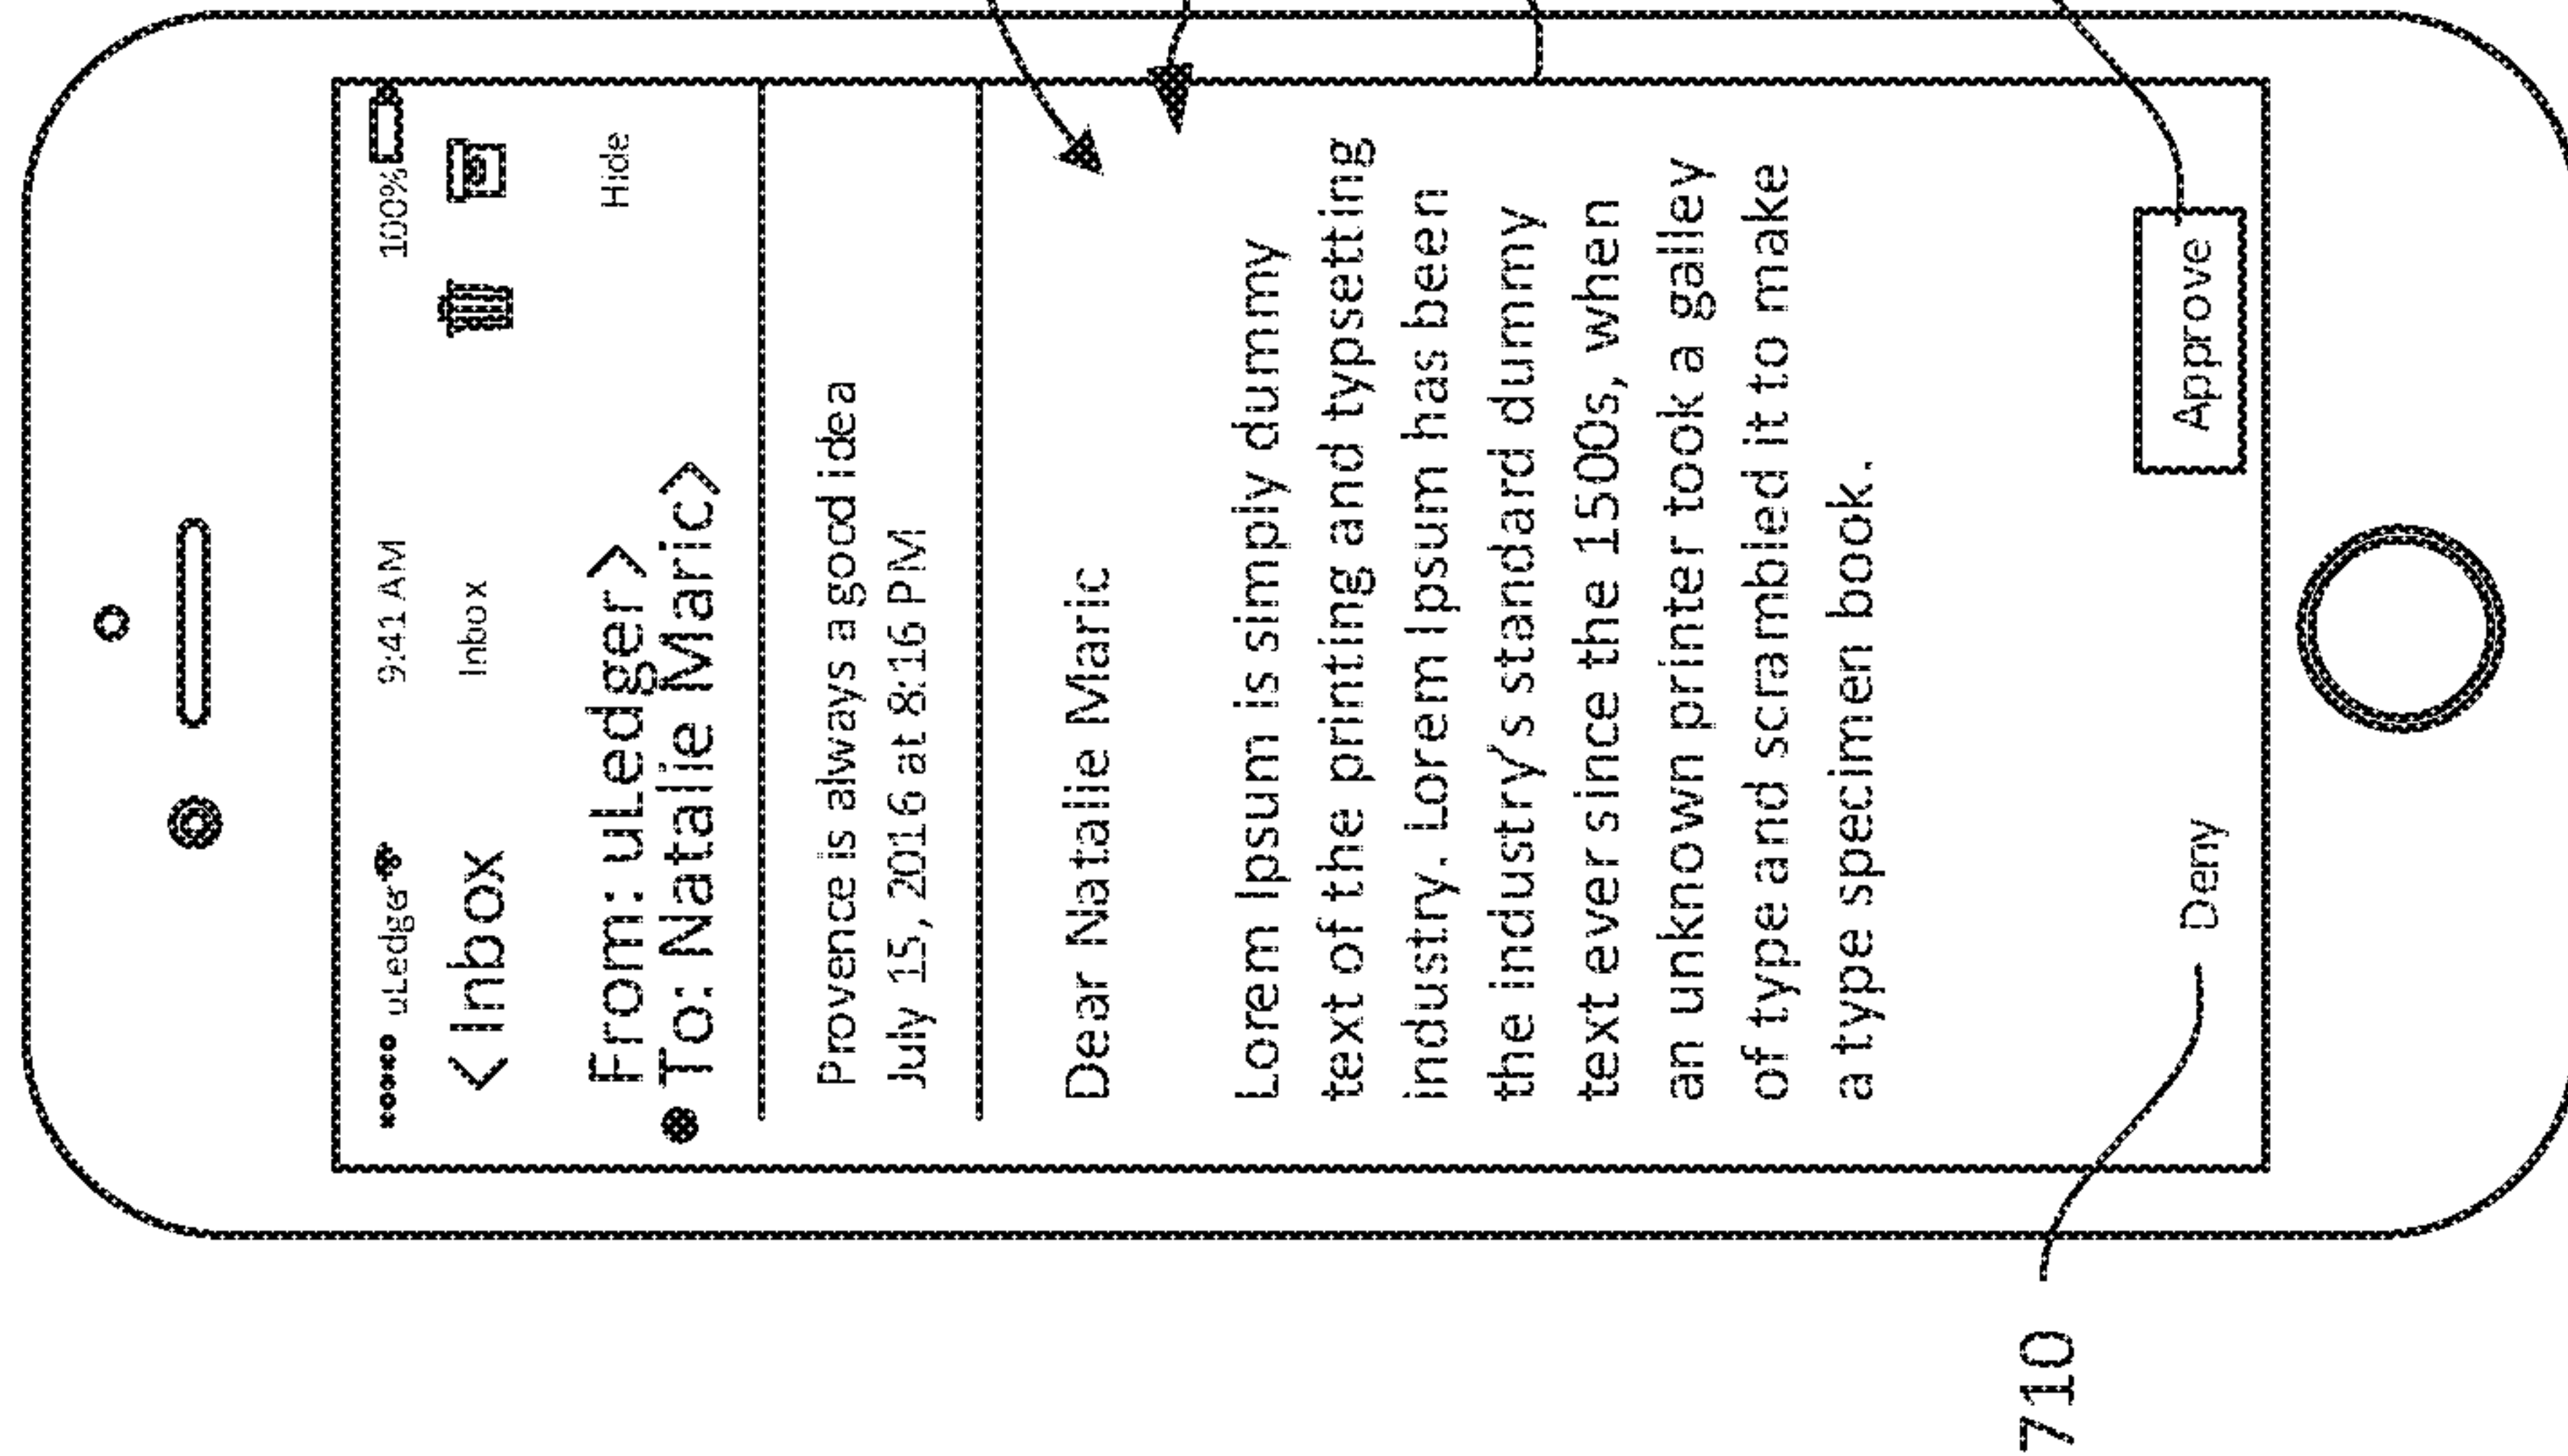 uLedger 9:41 AM 100%
<Inbox Inbox
From: uLedger> Hide
To: Natalie Maric>
Provence is always a good idea
July 15, 2016 at 8:16 PM
Dear Natalie Maric
Lorem Ipsum is simply dummy
text of the printing and typsetting
industry. Lorem Ipsum has been
the industry's standard dummy
text ever since the 1500s, when
an unknown printer took a galley
of type and scrambled it to make
a type specimen book.
Deny Approve
710